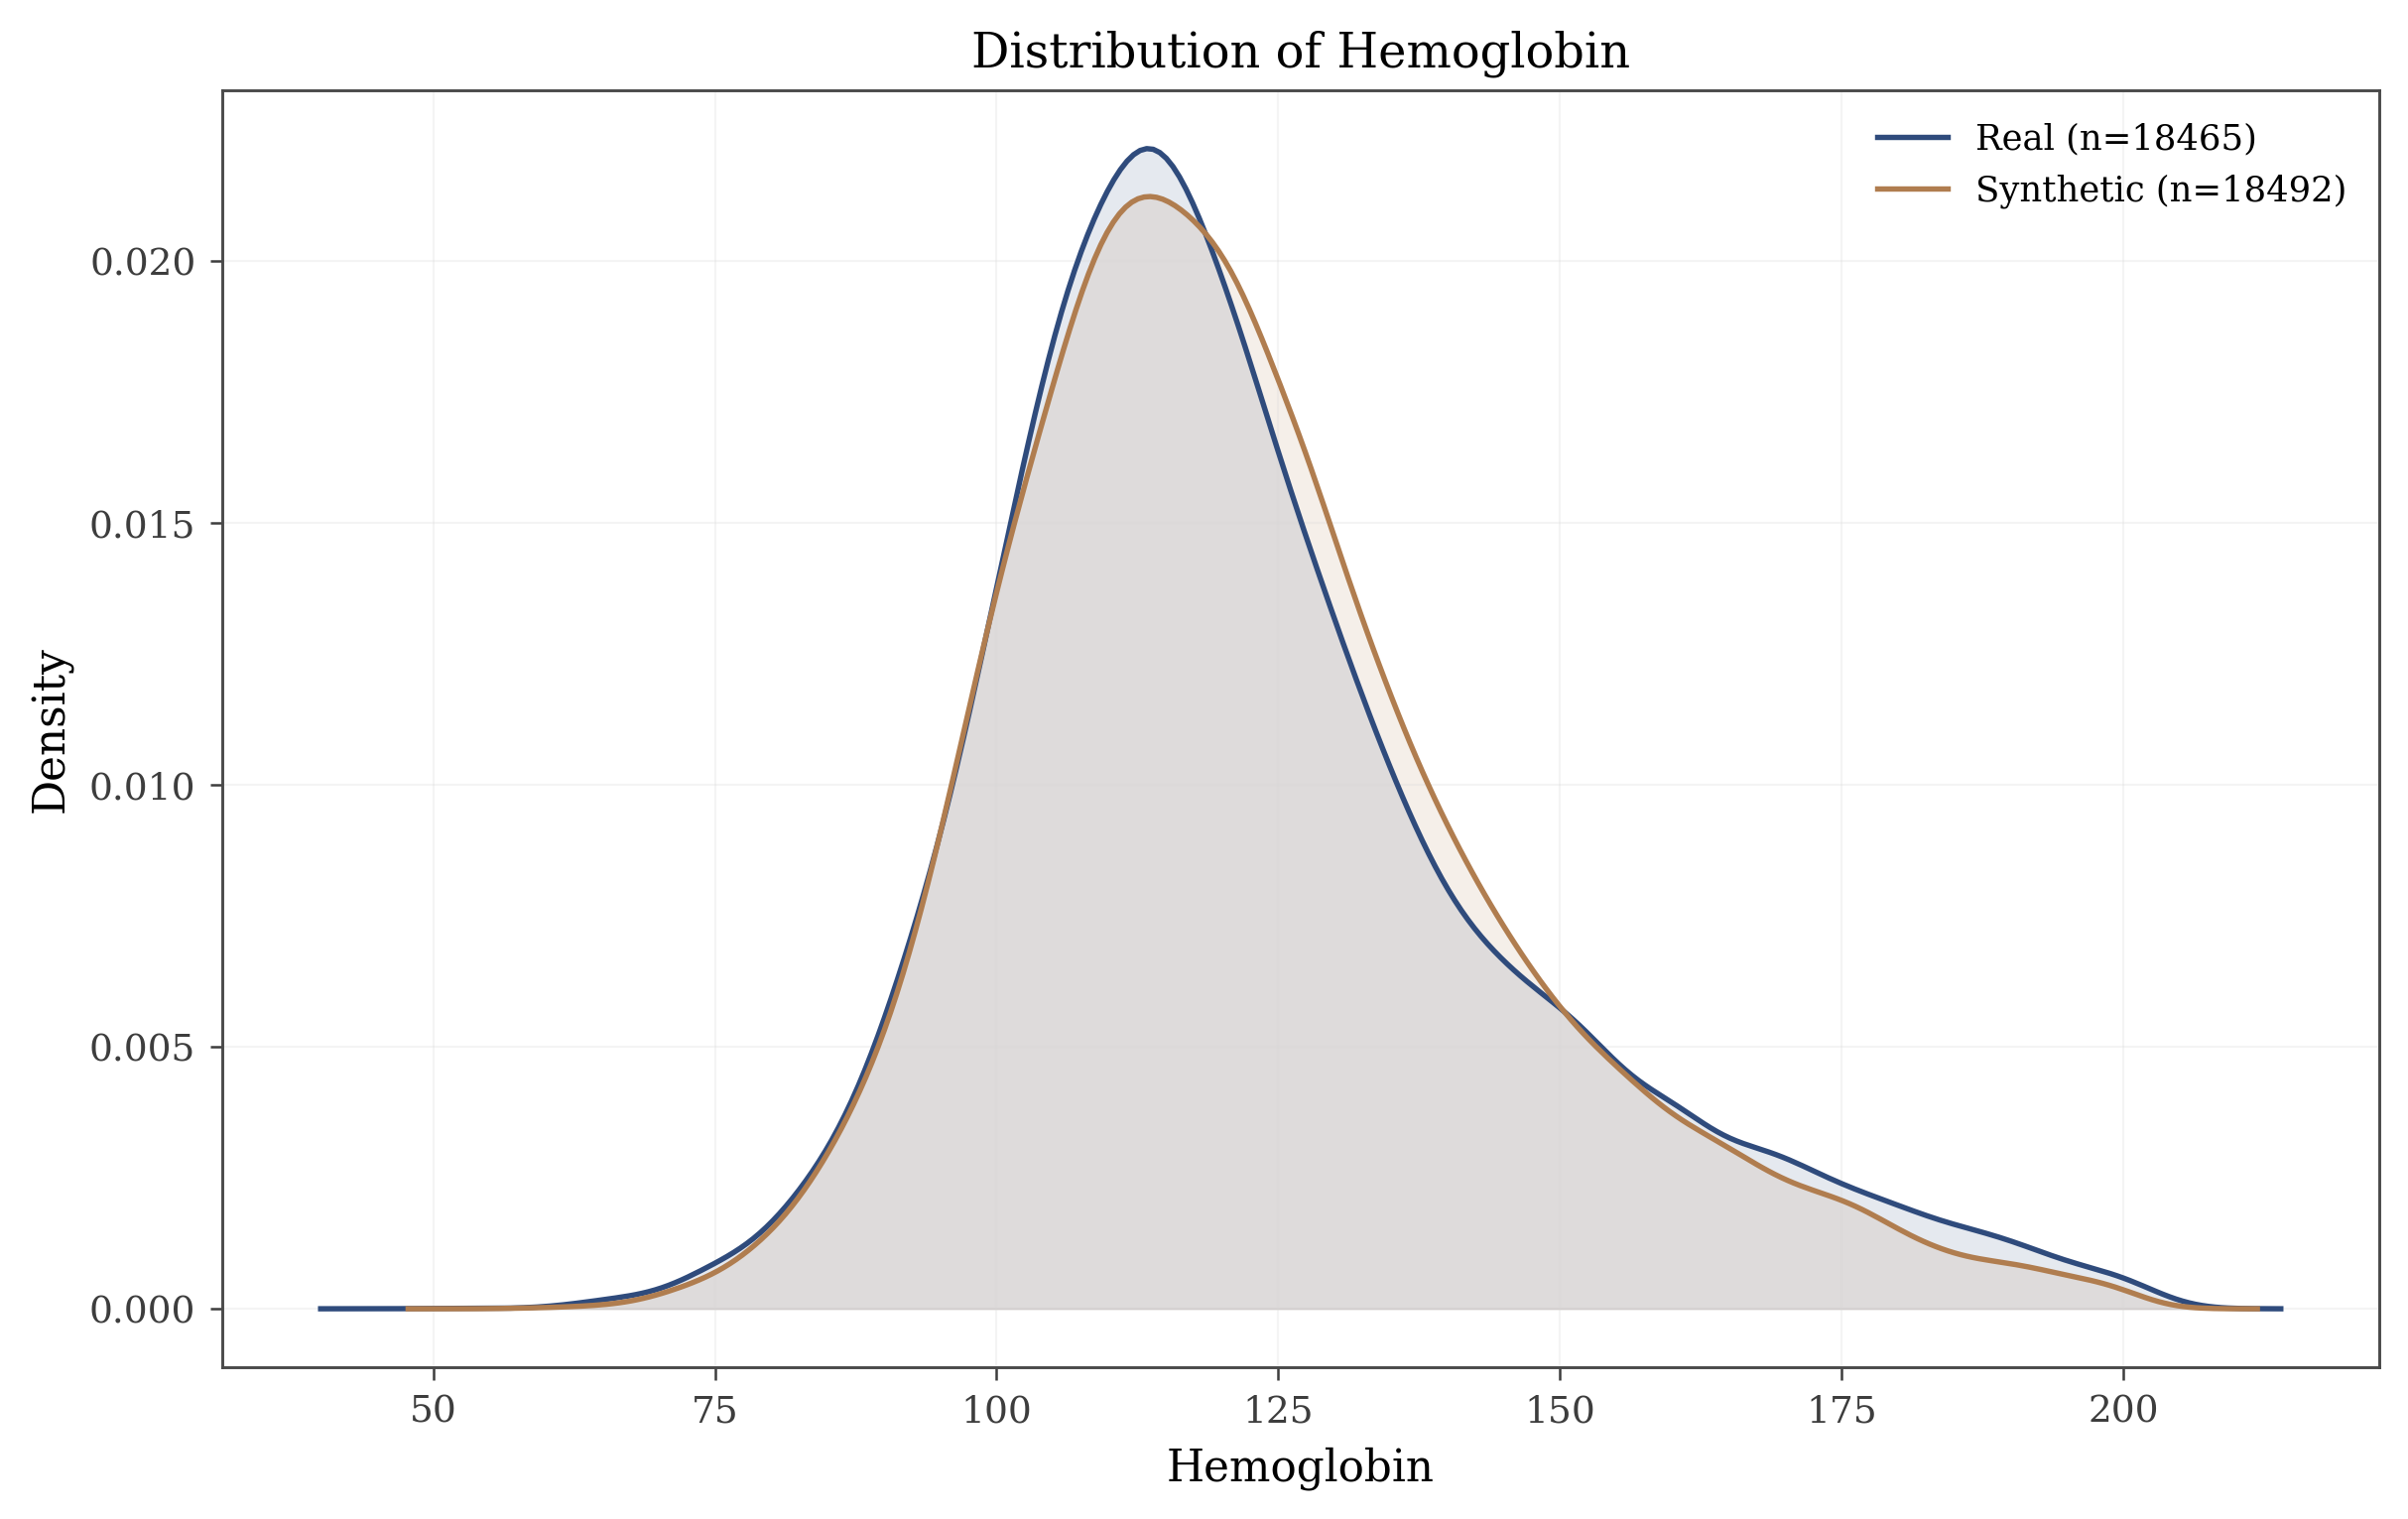 Distribution of Hemoglobin
Real (n=18465)
Synthetic (n=18492)
Density
0.020
0.015
0.010
0.005
0.000
50 75 100 125 150 175 200
Hemoglobin